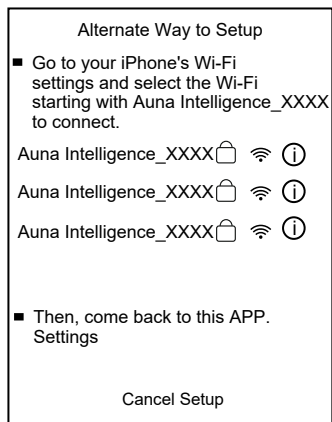 Alternate Way to Setup
Go to your iPhone's Wi-Fi
settings and select the Wi-Fi
starting with Auna Intelligence_XXXX
to connect.
Auna Intelligence_XXXX
Auna Intelligence_XXXX
Auna Intelligence_XXXX
Then, come back to this APP.
Settings
Cancel Setup